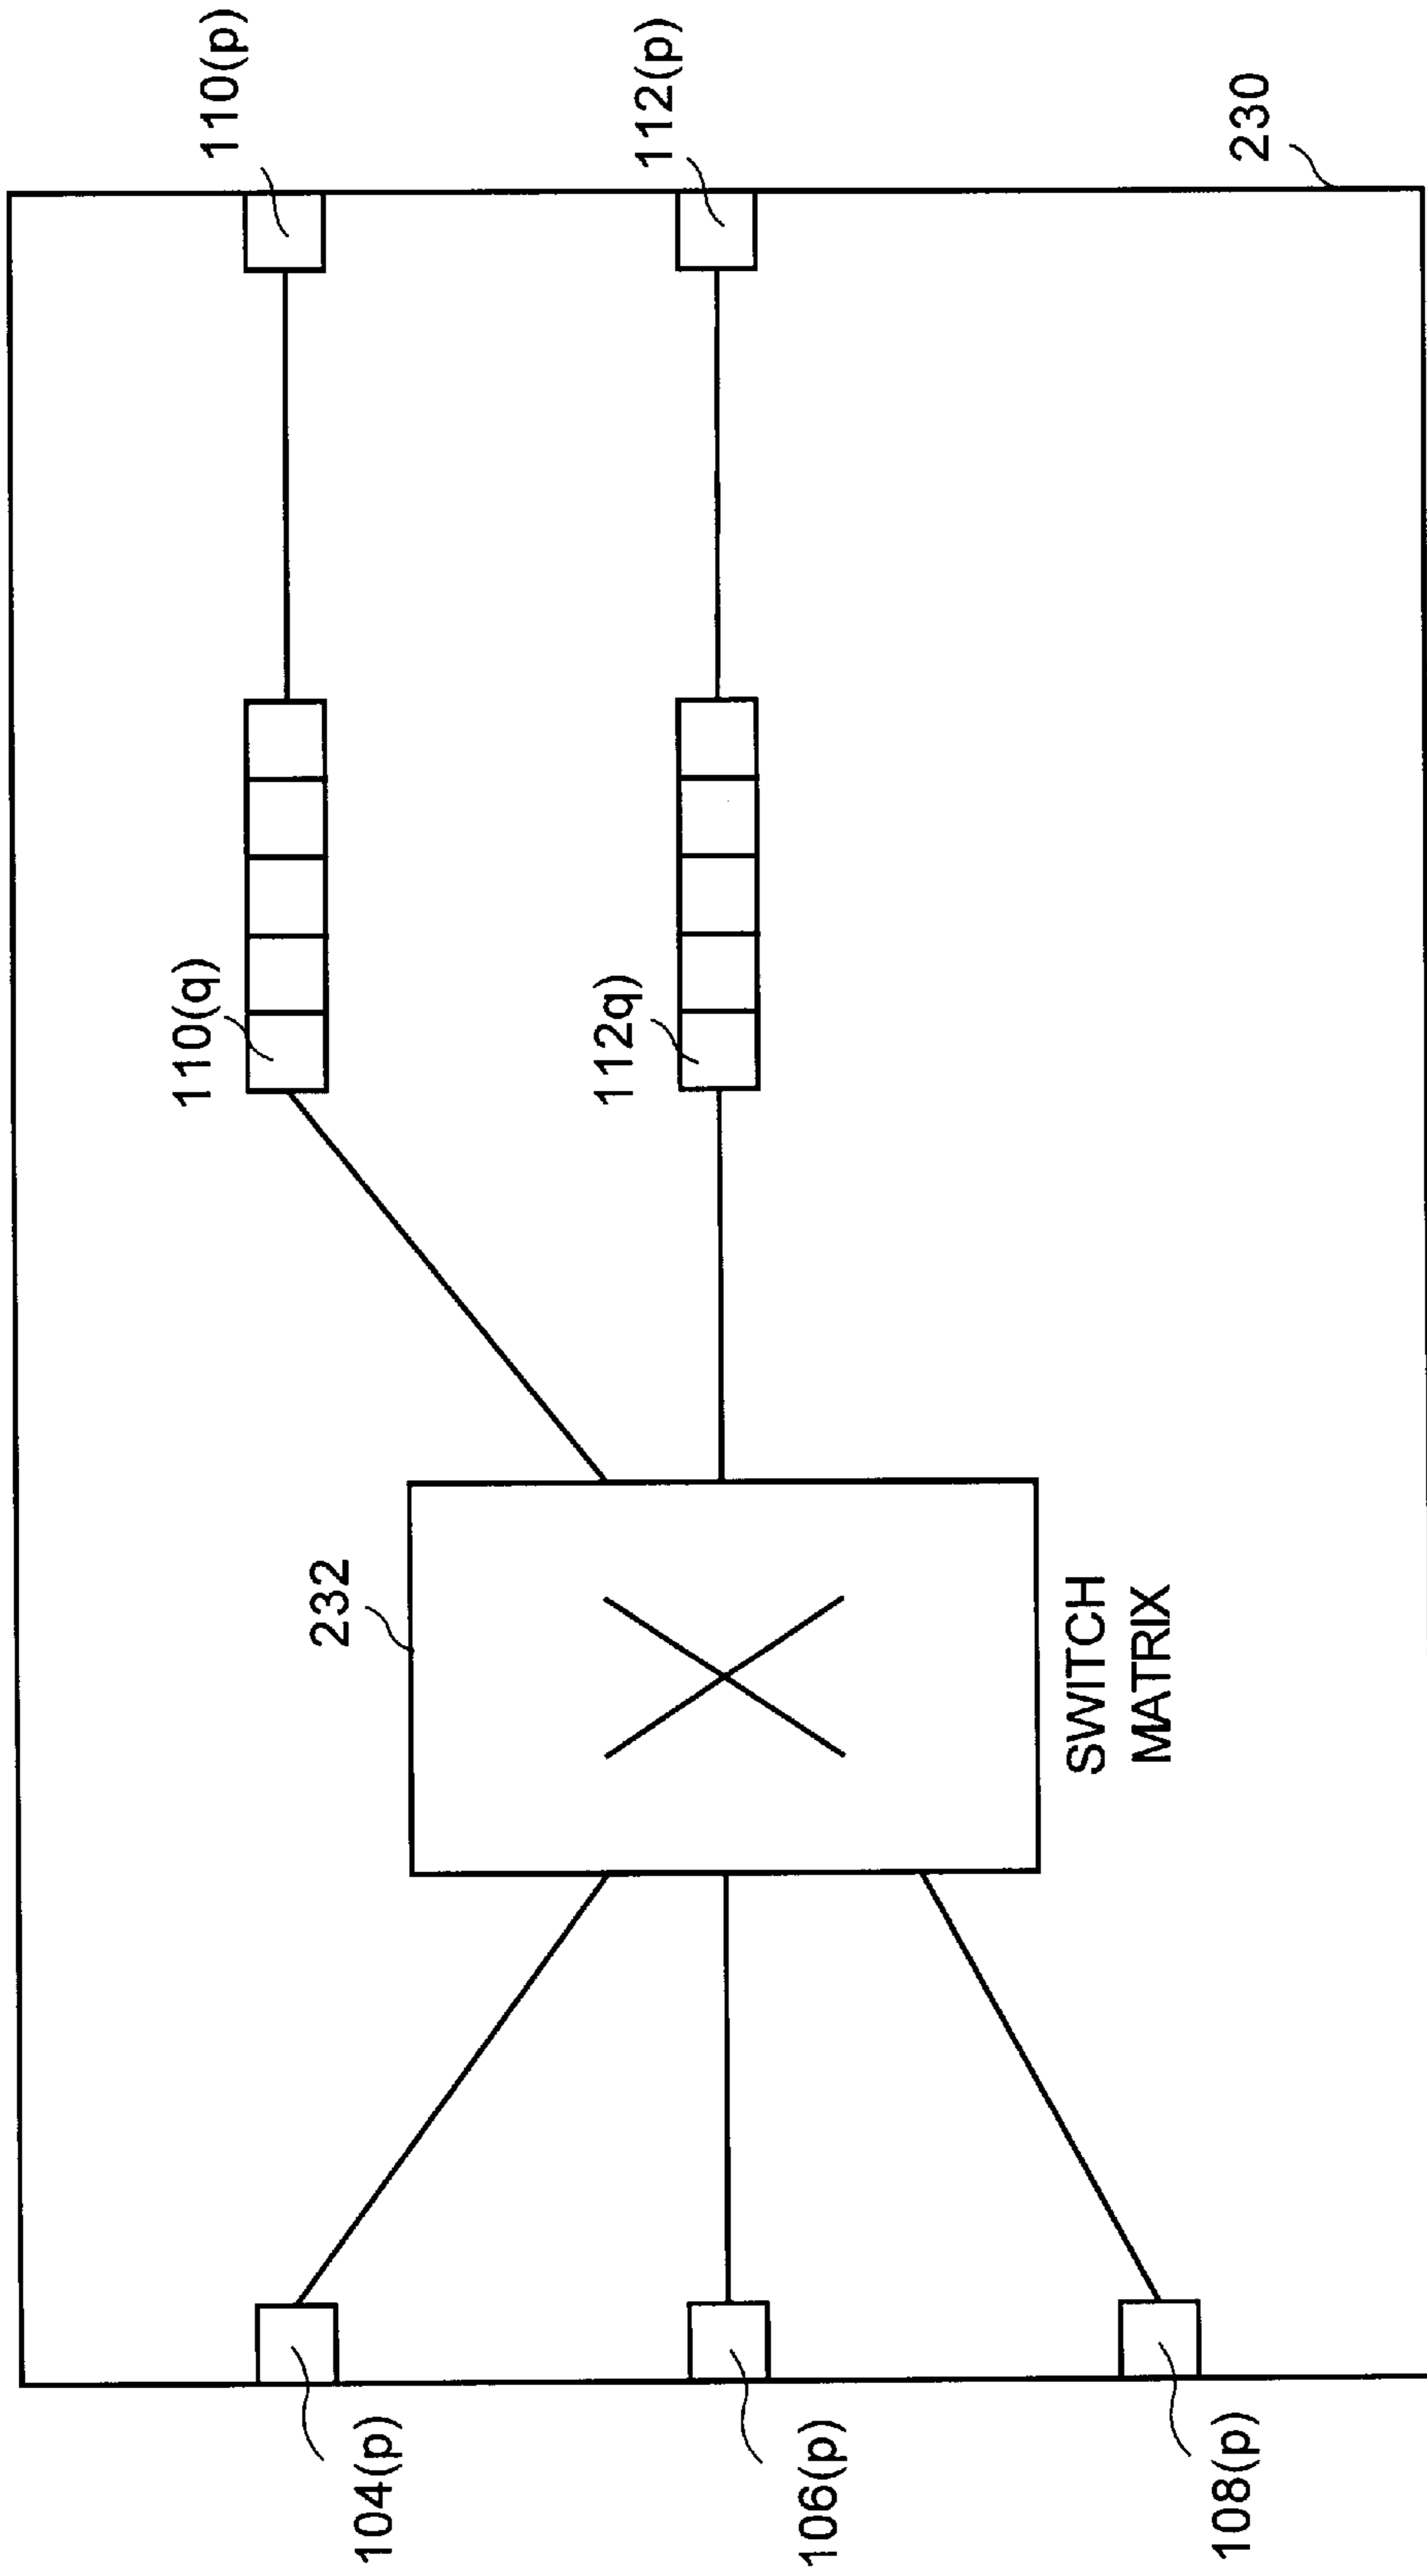 110(p)
112(p)
230
110(q)
112q)
232
SWITCH
MATRIX
104(p)
106(p)
108(p)